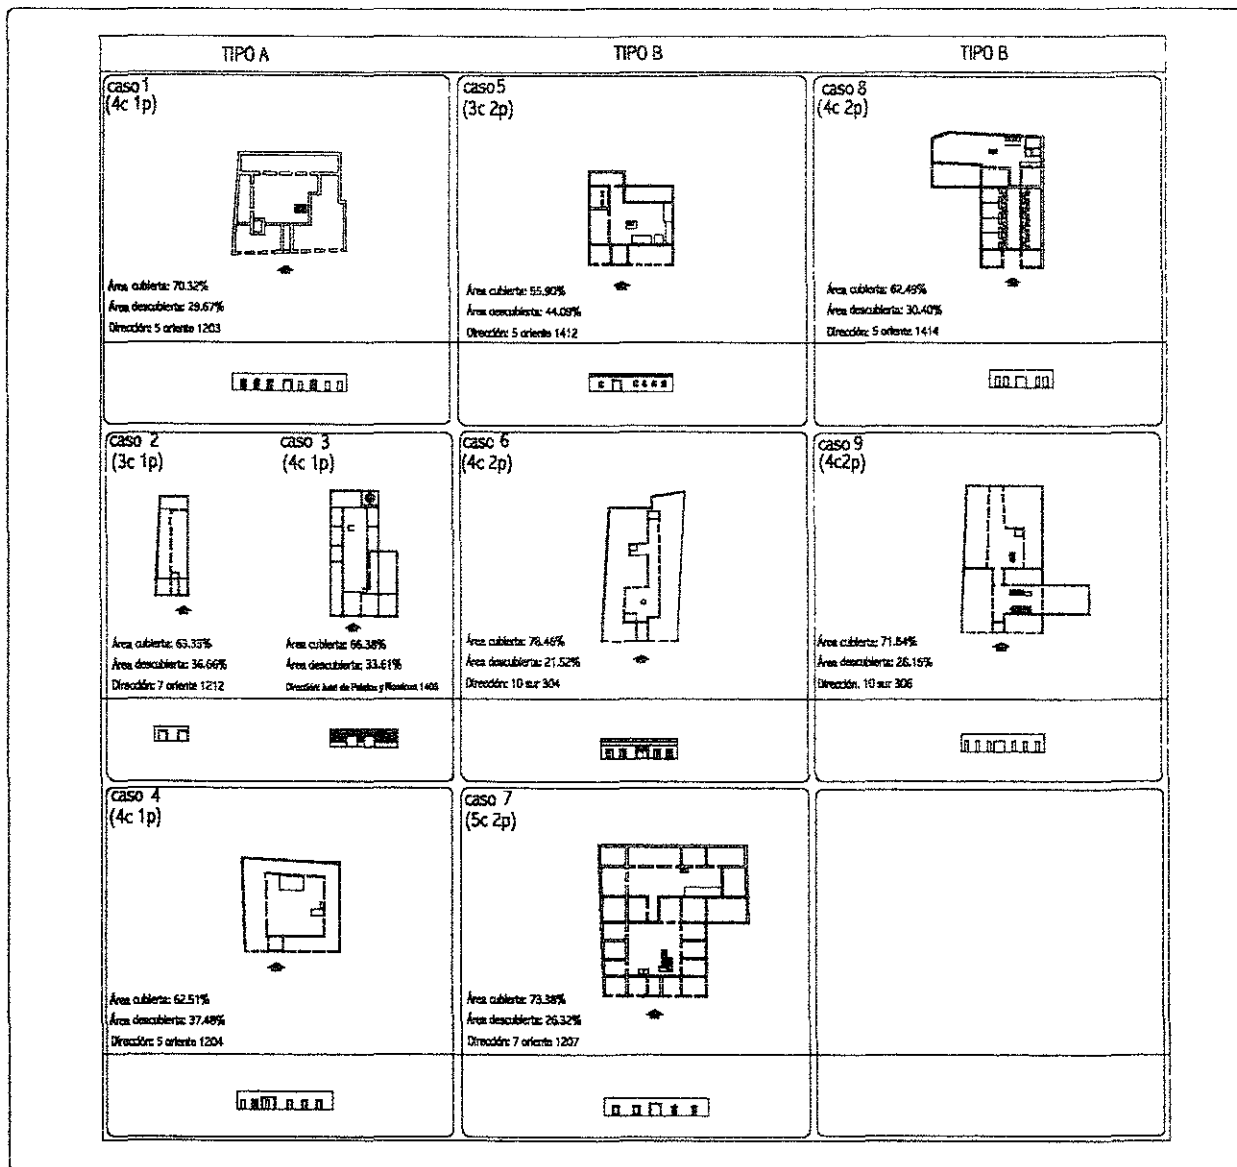 TIPO A
TIPO B
TIPO B
caso 1
(4c 1p)
Área cubierta: 70.32%
Área descubierta: 29.67%
Dirección: 5 oriente 1203
caso 5
(3c 2p)
Área cubierta: 55.90%
Área descubierta: 44.09%
Dirección: 5 oriente 1412
caso 8
(4c 2p)
Área cubierta: 62.49%
Área descubierta: 30.40%
Dirección: 5 oriente 1414
caso 2
(3c 1p)
Área cubierta: 63.33%
Área descubierta: 36.66%
Dirección: 7 oriente 1212
caso 3
(4c 1p)
Área cubierta: 66.38%
Área descubierta: 33.61%
Dirección: Juan de Palafox y Mendoza 1405
caso 6
(4c 2p)
Área cubierta: 78.46%
Área descubierta: 21.52%
Dirección: 10 sur 304
caso 9
(4c2p)
Área cubierta: 71.84%
Área descubierta: 28.15%
Dirección. 10 sur 306
caso 4
(4c 1p)
Área cubierta: 62.51%
Área descubierta: 37.48%
Dirección: 5 oriente 1204
caso 7
(5c 2p)
Área cubierta: 73.38%
Área descubierta: 26.32%
Dirección: 7 oriente 1207